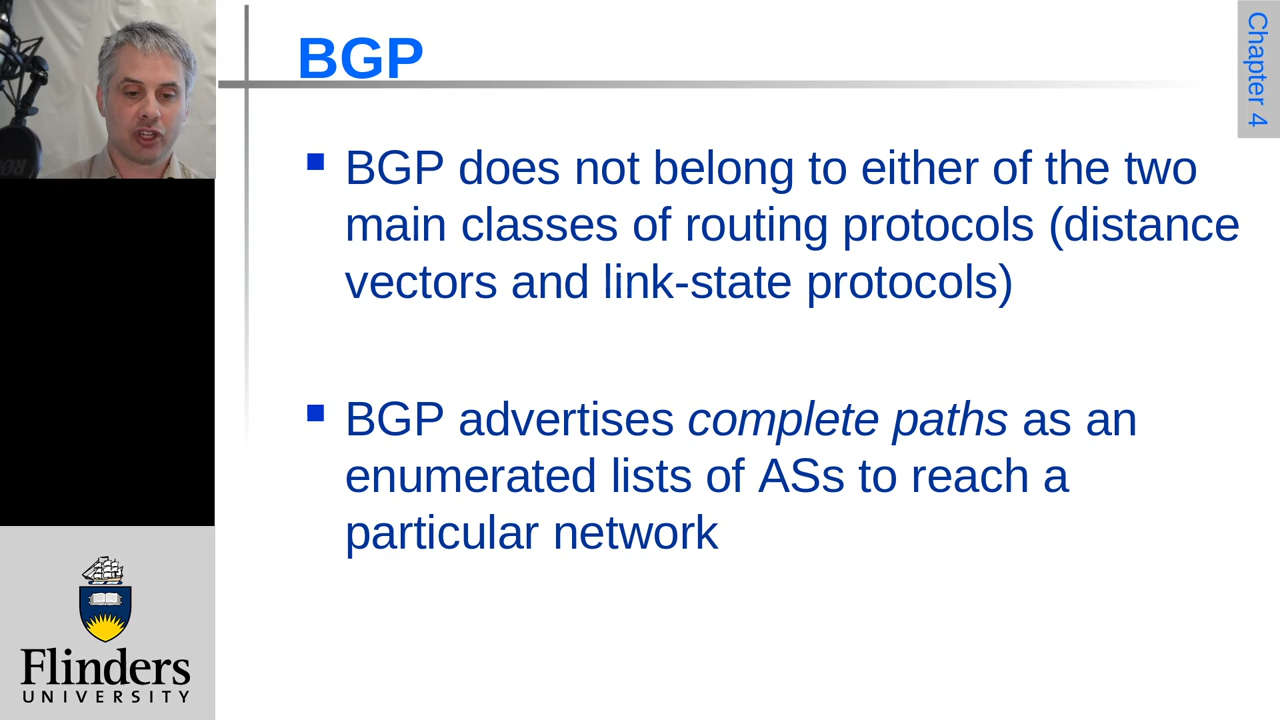 BGP
Chapter 4
BGP does not belong to either of the two
main classes of routing protocols (distance
vectors and link-state protocols)
BGP advertises complete paths as an
enumerated lists of ASs to reach a
particular network
Flinders
UNIVERSITY